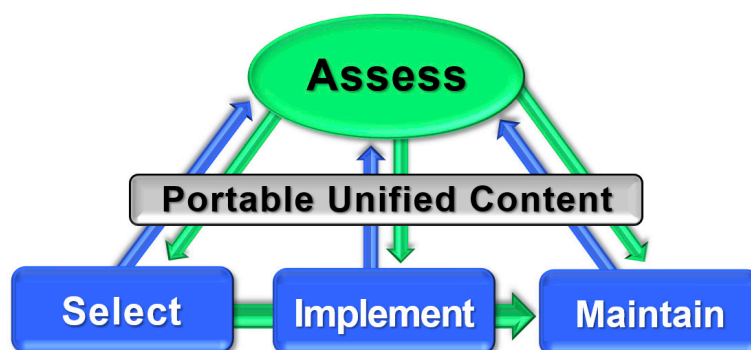 Assess
Portable Unified Content
Select
Implement
Maintain